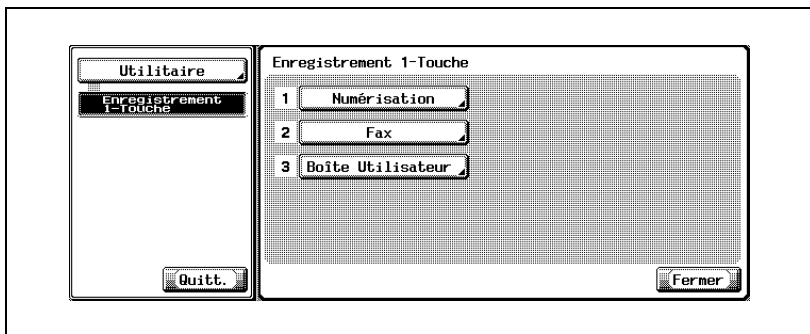 Utilitaire
Enregistrement
1-Touche
Quitt.
Enregistrement 1-Touche
1 Numérisation
2 Fax
3 Boîte Utilisateur
Fermer